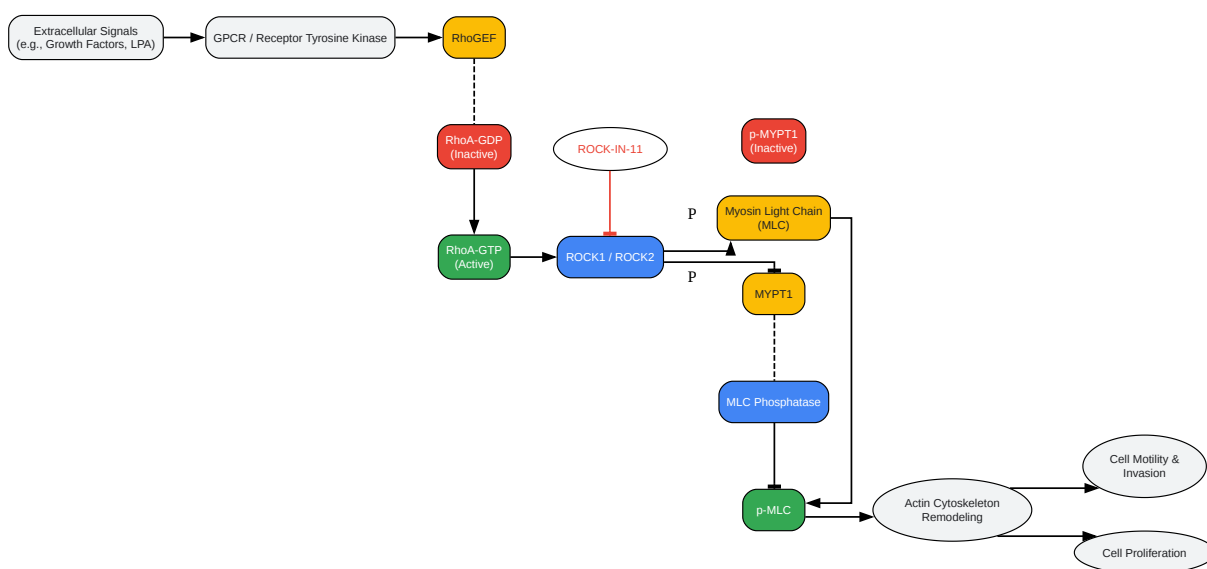 Extracellular Signals
(e.g., Growth Factors, LPA)
GPCR / Receptor Tyrosine Kinase
RhoGEF
RhoA-GDP
(Inactive)
ROCK-IN-11
p-MYPT1
(Inactive)
P
Myosin Light Chain
(MLC)
RhoA-GTP
(Active)
ROCK1 / ROCK2
P
MYPT1
MLC Phosphatase
p-MLC
Actin Cytoskeleton
Remodeling
Cell Motility &
Invasion
Cell Proliferation